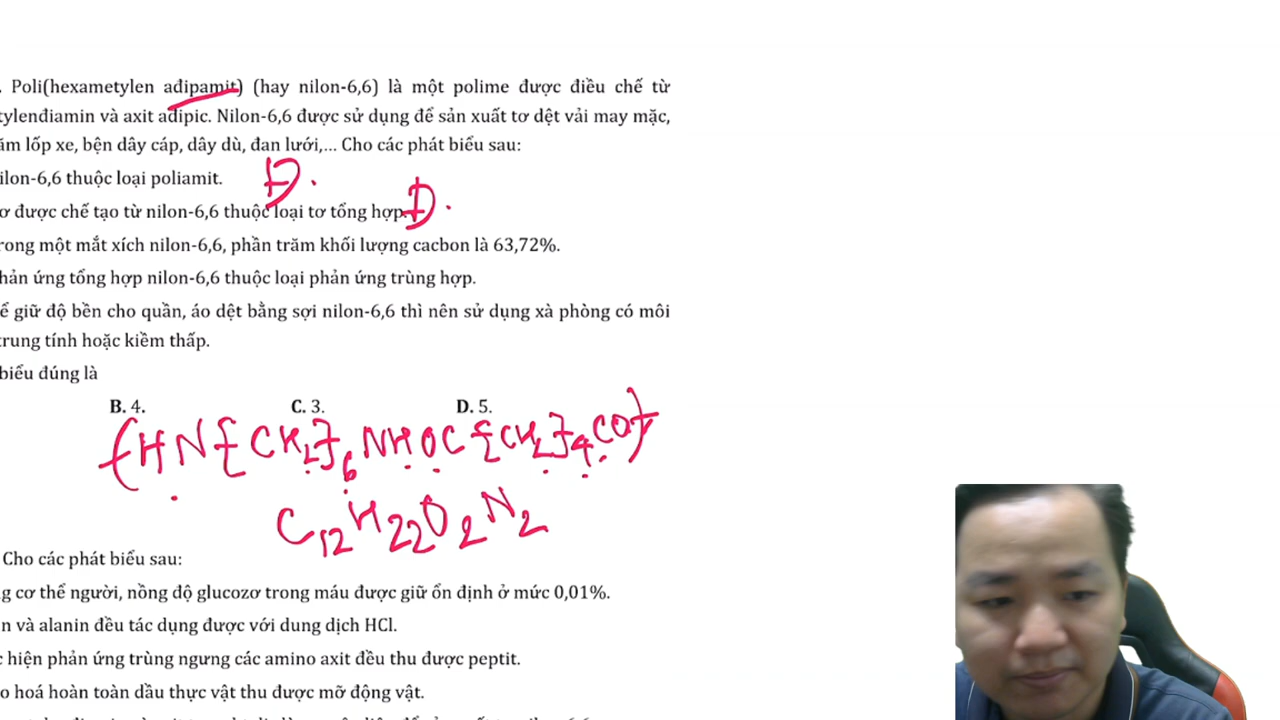 . Poli(hexametylen ađipamit) (hay nilon-6,6) là một polime được điều chế từ
tylenđiamin và axit ađipic. Nilon-6,6 được sử dụng để sản xuất tơ dệt vải may mặc,
ăm lốp xe, bện dây cáp, dây dù, đan lưới,... Cho các phát biểu sau:
ilon-6,6 thuộc loại poliamit. Đ.
ơ được chế tạo từ nilon-6,6 thuộc loại tơ tổng hợp. Đ.
rong một mắt xích nilon-6,6, phần trăm khối lượng cacbon là 63,72%.
hản ứng tổng hợp nilon-6,6 thuộc loại phản ứng trùng hợp.
ể giữ độ bền cho quần, áo dệt bằng sợi nilon-6,6 thì nên sử dụng xà phòng có môi
trung tính hoặc kiềm thấp.
biểu đúng là
B. 4. C. 3. D. 5.
(HN[CH2]6NHOC[CH2]4CO)
C12H22O2N2
Cho các phát biểu sau:
g cơ thể người, nồng độ glucozơ trong máu được giữ ổn định ở mức 0,01%.
n và alanin đều tác dụng được với dung dịch HCl.
c hiện phản ứng trùng ngưng các amino axit đều thu được peptit.
o hoá hoàn toàn dầu thực vật thu được mỡ động vật.